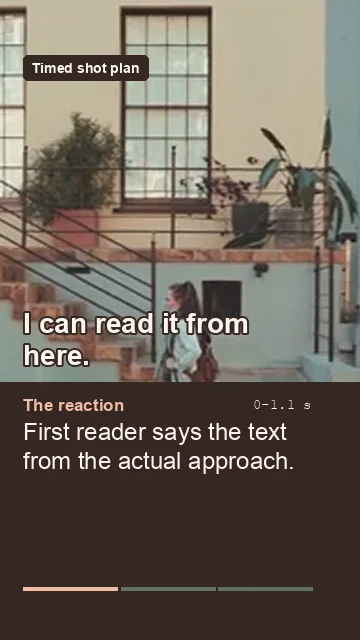 Timed shot plan
I can read it from
here.
The reaction
0–1.1 s
First reader says the text
from the actual approach.